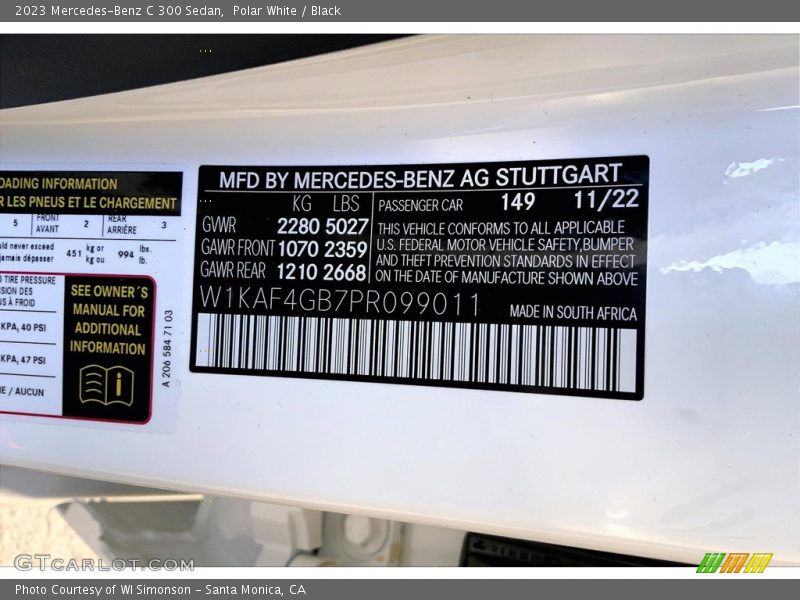 2023 Mercedes-Benz C 300 Sedan, Polar White / Black
OADING INFORMATION
R LES PNEUS ET LE CHARGEMENT
5 FRONT AVANT 2 REAR ARRIÈRE 3
uld never exceed
jamais dépasser 451 kg or kg ou 994 lbs. lb.
D TIRE PRESSURE
SION DES
S À FROID
KPA, 40 PSI
KPA, 47 PSI
/ AUCUN
SEE OWNER´S
MANUAL FOR
ADDITIONAL
INFORMATION
A 206 584 71 03
MFD BY MERCEDES-BENZ AG STUTTGART
KG LBS
GVWR 2280 5027
GAWR FRONT 1070 2359
GAWR REAR 1210 2668
PASSENGER CAR 149 11/22
THIS VEHICLE CONFORMS TO ALL APPLICABLE
U.S. FEDERAL MOTOR VEHICLE SAFETY,BUMPER
AND THEFT PREVENTION STANDARDS IN EFFECT
ON THE DATE OF MANUFACTURE SHOWN ABOVE
W1KAF4GB7PR099011 MADE IN SOUTH AFRICA
GTCARLOT.COM
Photo Courtesy of WI Simonson - Santa Monica, CA